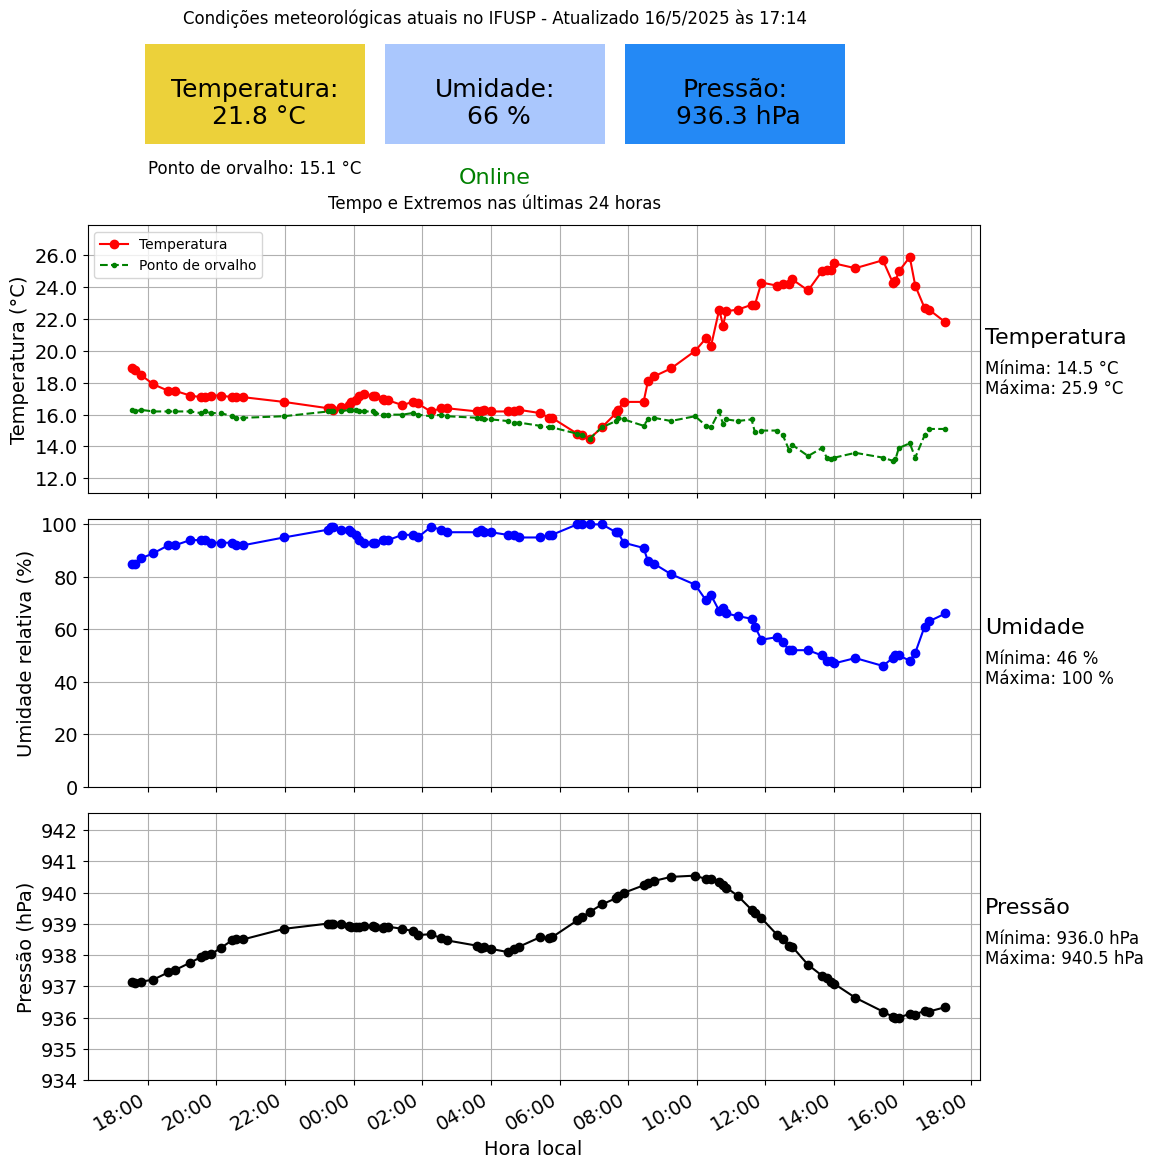 Condições meteorológicas atuais no IFUSP - Atualizado 16/5/2025 às 17:14
Temperatura:
21.8 °C
Umidade:
66 %
Pressão:
936.3 hPa
Ponto de orvalho: 15.1 °C
Online
Tempo e Extremos nas últimas 24 horas
Temperatura
Ponto de orvalho
Temperatura (°C)
26.0
24.0
22.0
20.0
18.0
16.0
14.0
12.0
Temperatura
Mínima: 14.5 °C
Máxima: 25.9 °C
Umidade relativa (%)
100
80
60
40
20
0
Umidade
Mínima: 46 %
Máxima: 100 %
Pressão (hPa)
942
941
940
939
938
937
936
935
934
Pressão
Mínima: 936.0 hPa
Máxima: 940.5 hPa
18:00
20:00
22:00
00:00
02:00
04:00
06:00
08:00
10:00
12:00
14:00
16:00
18:00
Hora local